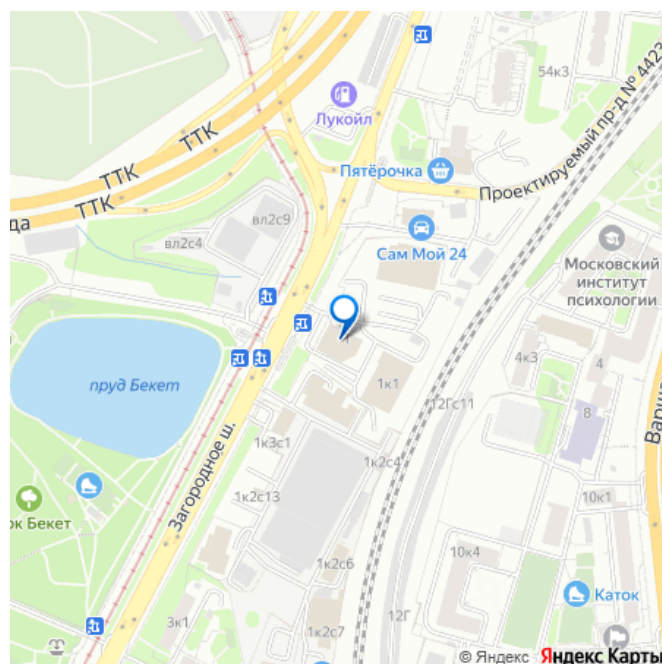 54к3
Проектируемый пр-д № 4423
ТТК
Лукойл
ТТК
Пятёрочка
ТТК
да
вл2с9
вл2с4
Сам Мой 24
Московский
институт
психологии
4к3
4
пруд Бекет
1к1
12Гс11
8
Варш
Загородное ш.
1к3с1
1к2с4
1к2с13
10к1
ок Бекет
10к4
1к2с6
Каток
12Г
3к1
1к2с7
© Яндекс Яндекс Карты